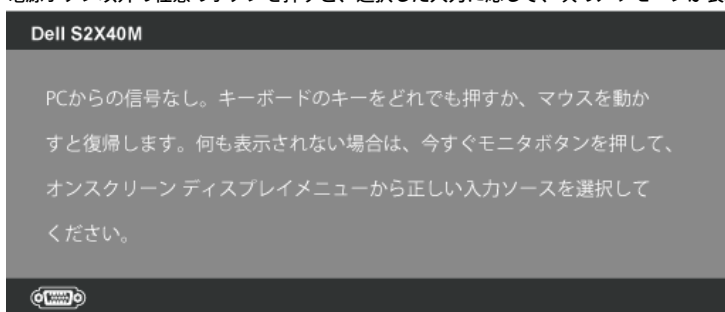 Dell S2X40M
PCからの信号なし。キーボードのキーをどれでも押すか、マウスを動か
すと復帰します。何も表示されない場合は、今すぐモニタボタンを押して、
オンスクリーン ディスプレイメニューから正しい入力ソースを選択して
ください。